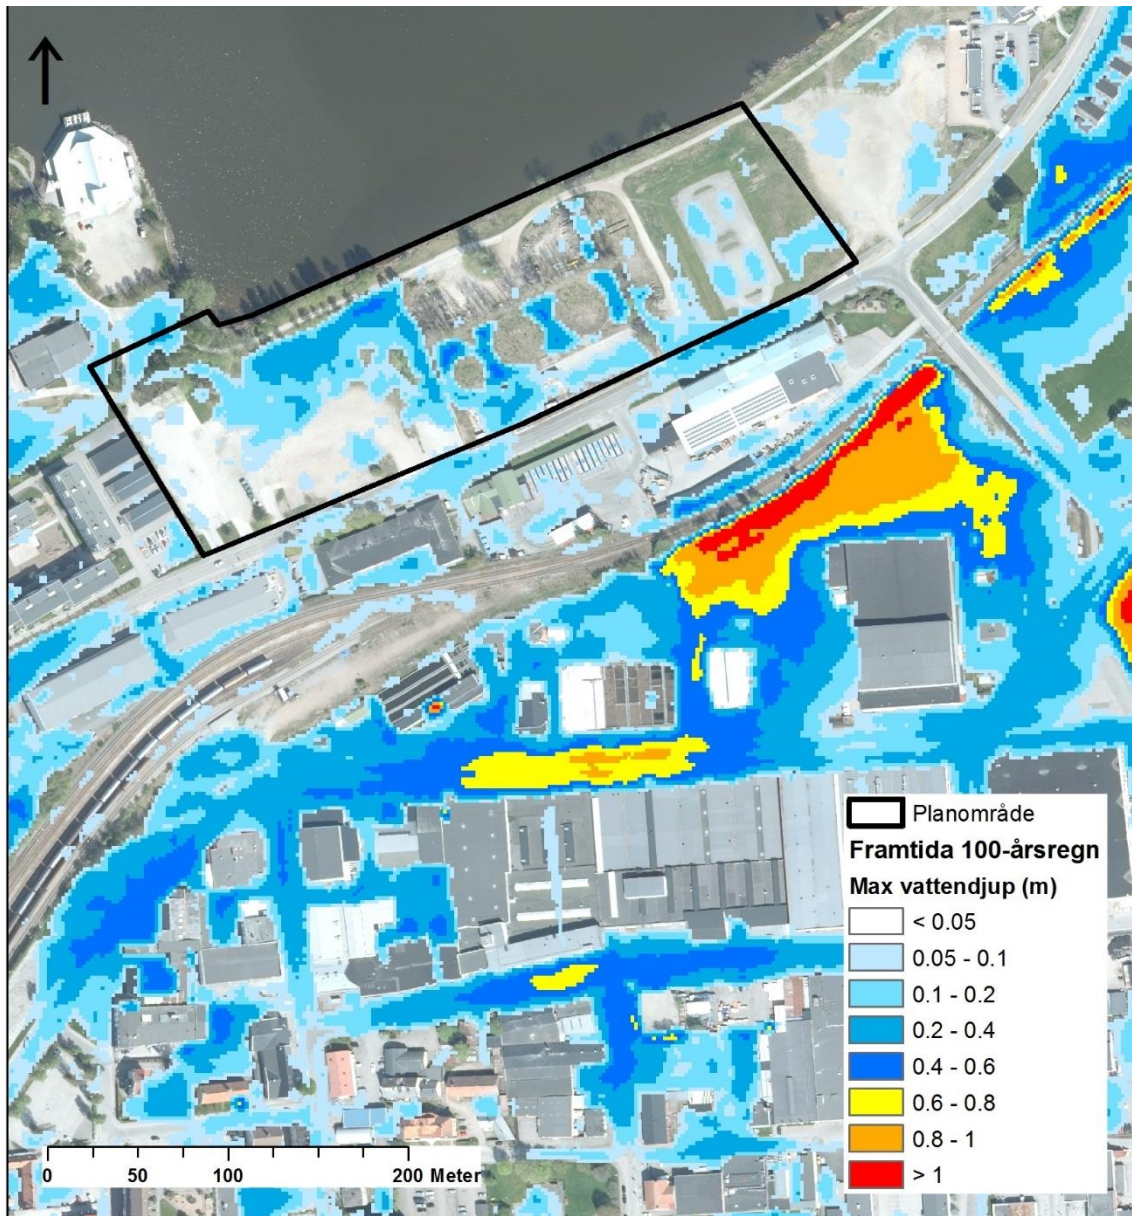 Planområde
Framtida 100-årsregn
Max vattendjup (m)
< 0.05
0.05 - 0.1
0.1 - 0.2
0.2 - 0.4
0.4 - 0.6
0.6 - 0.8
0.8 - 1
> 1
0 50 100 200 Meter